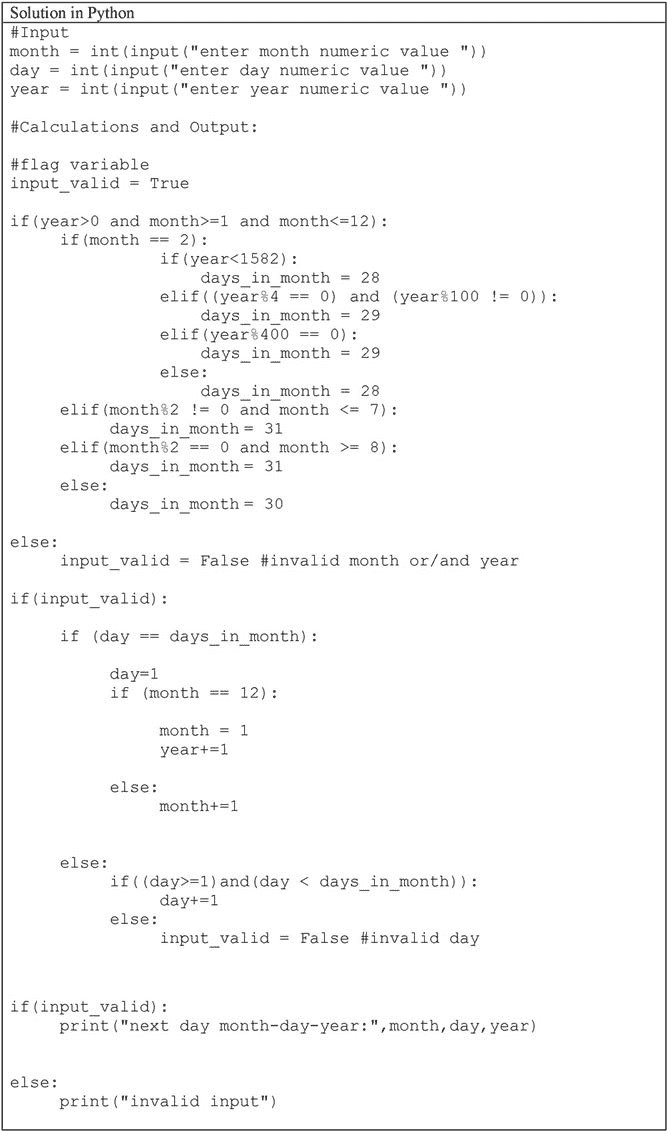 Solution in Python
#Input
month = int(input("enter month numeric value "))
day = int(input("enter day numeric value "))
year = int(input("enter year numeric value "))

#Calculations and Output:

#flag variable
input_valid = True

if(year>0 and month>=1 and month<=12):
     if(month == 2):
               if(year<1582):
                   days_in_month = 28
               elif((year%4 == 0) and (year%100 != 0)):
                   days_in_month = 29
               elif(year%400 == 0):
                   days_in_month = 29
               else:
                   days_in_month = 28
     elif(month%2 != 0 and month <= 7):
          days_in_month = 31
     elif(month%2 == 0 and month >= 8):
          days_in_month = 31
     else:
          days_in_month = 30

else:
     input_valid = False #invalid month or/and year

if(input_valid):

     if (day == days_in_month):

          day=1
          if (month == 12):

               month = 1
               year+=1

          else:
               month+=1

     else:
          if((day>=1)and(day < days_in_month)):
               day+=1
          else:
               input_valid = False #invalid day

if(input_valid):
     print("next day month-day-year:",month,day,year)

else:
     print("invalid input")